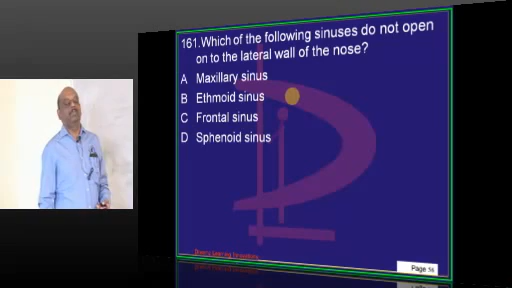 161.Which of the following sinuses do not open
on to the lateral wall of the nose?
A Maxillary sinus
B Ethmoid sinus
C Frontal sinus
D Sphenoid sinus
Page 56